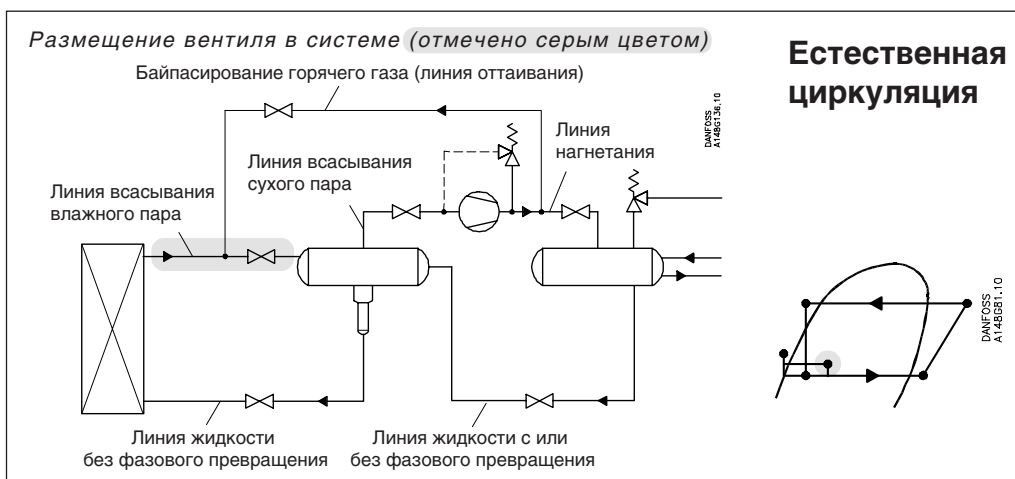 Размещение вентиля в системе (отмечено серым цветом)
Естественная
циркуляция
Байпасирование горячего газа (линия оттаивания)
DANFOSS
A14BG136,10
Линия
нагнетания
Линия всасывания
сухого пара
Линия всасывания
влажного пара
DANFOSS
A14BG81.10
Линия жидкости
без фазового превращения
Линия жидкости с или
без фазового превращения